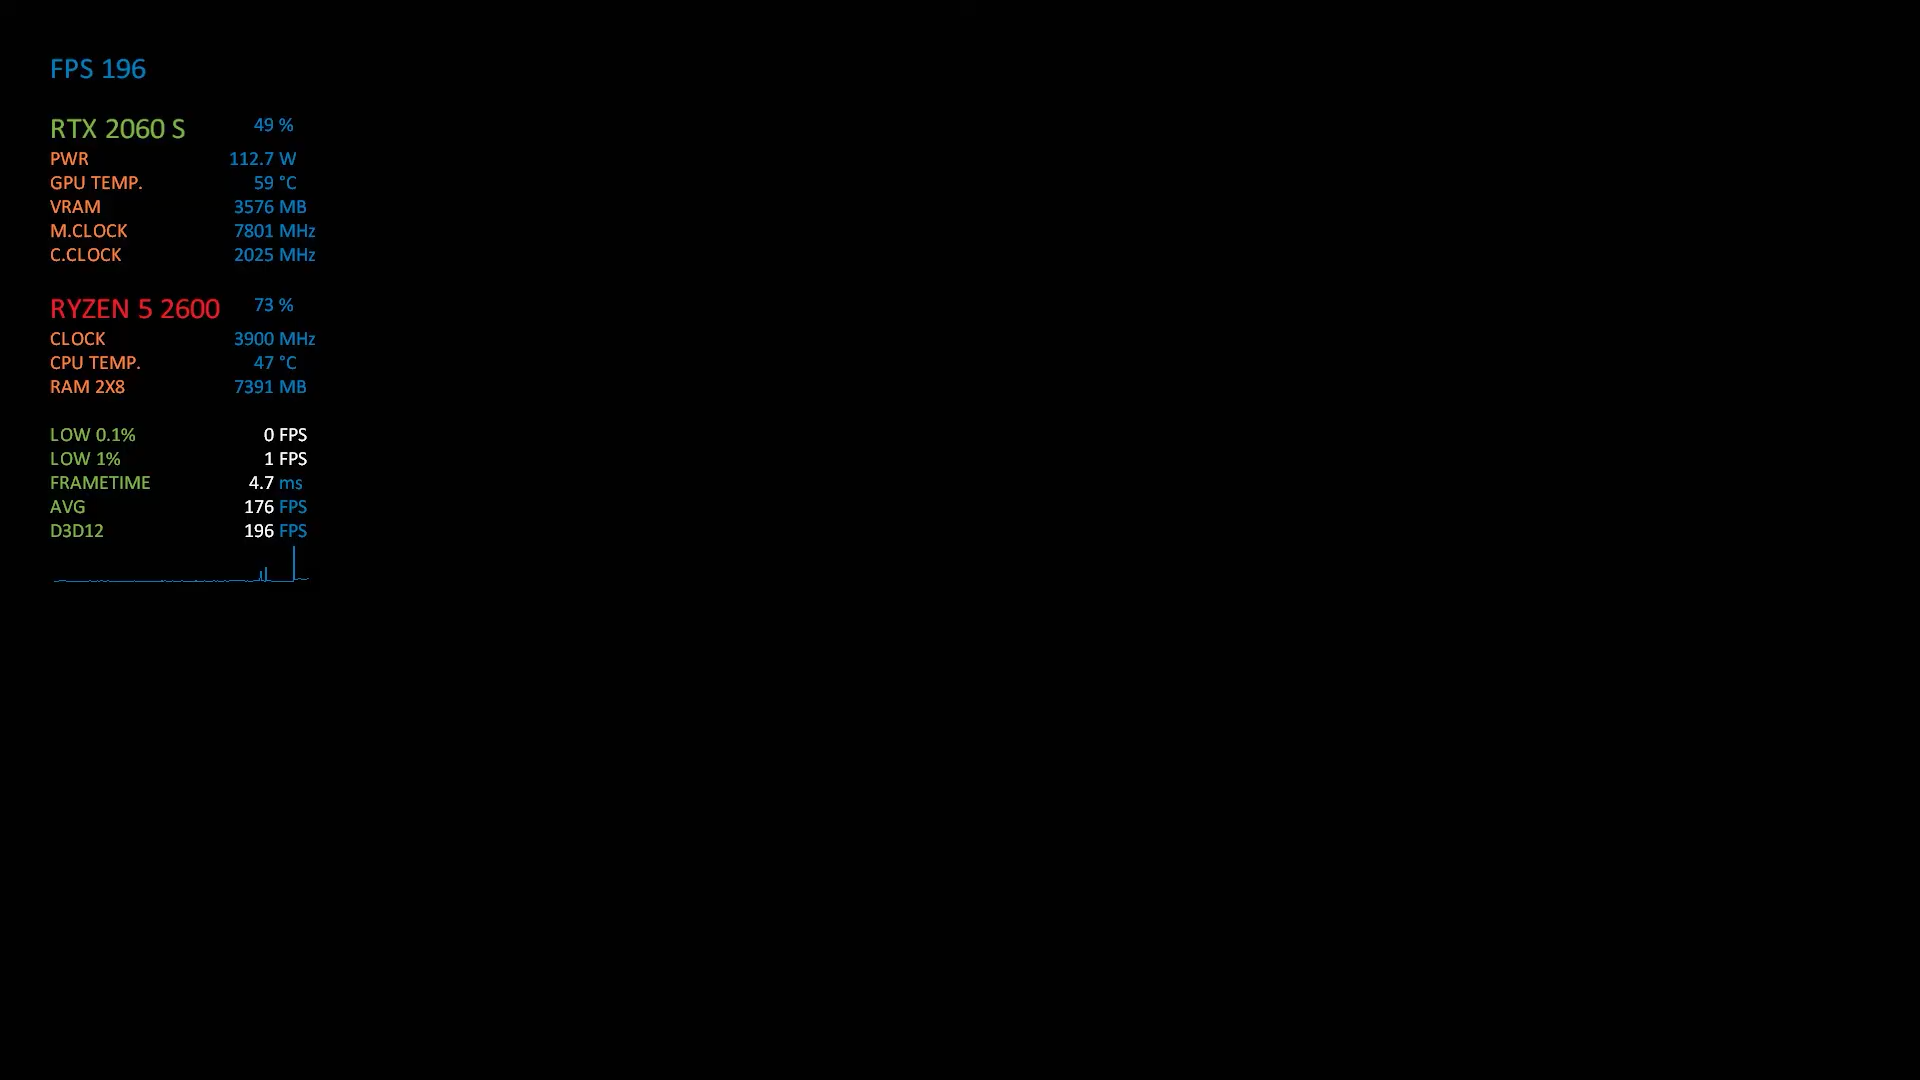 FPS 196
RTX 2060 S 49 %
PWR 112.7 W
GPU TEMP. 59 °C
VRAM 3576 MB
M.CLOCK 7801 MHz
C.CLOCK 2025 MHz
RYZEN 5 2600 73 %
CLOCK 3900 MHz
CPU TEMP. 47 °C
RAM 2X8 7391 MB
LOW 0.1% 0 FPS
LOW 1% 1 FPS
FRAMETIME 4.7 ms
AVG 176 FPS
D3D12 196 FPS